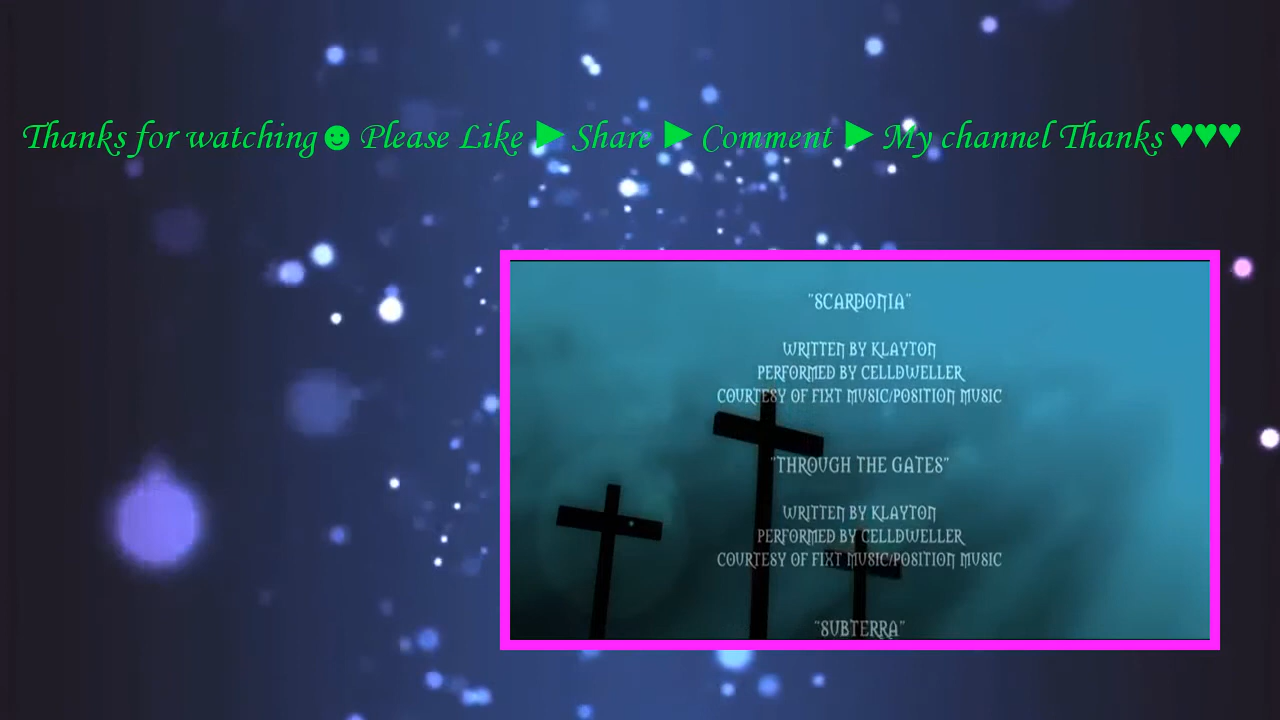 Thanks for watching☻Please Like ► Share ► Comment ► My channel Thanks ♥♥♥
"SCARDONIA"
WRITTEN BY KLAYTON
PERFORMED BY CELLDWELLER
COURTESY OF FIXT MUSIC/POSITION MUSIC
"THROUGH THE GATES"
WRITTEN BY KLAYTON
PERFORMED BY CELLDWELLER
COURTESY OF FIXT MUSIC/POSITION MUSIC
"SUBTERRA"